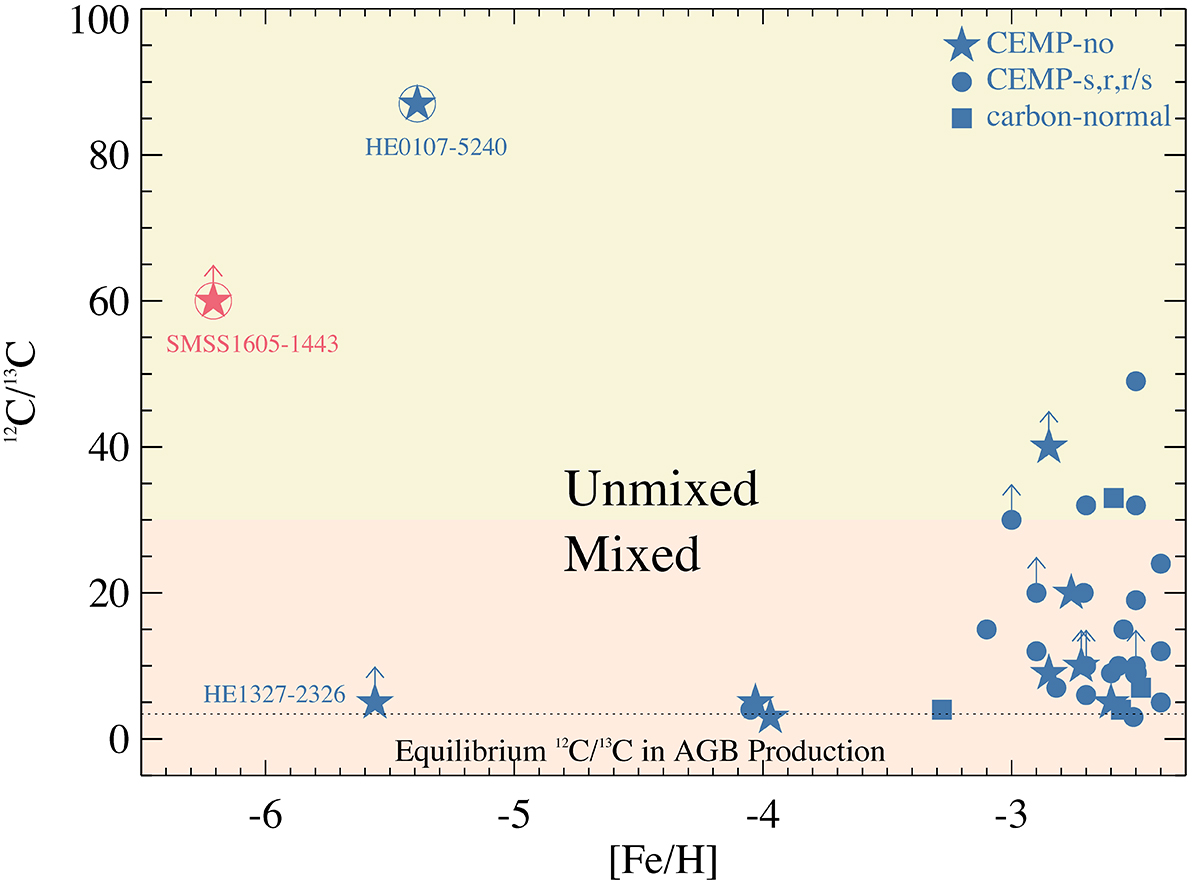 100
80
60
40
20
0
¹²C/¹³C
CEMP-no
CEMP-s,r,r/s
carbon-normal
HE0107-5240
SMSS1605-1443
Unmixed
Mixed
HE1327-2326
Equilibrium ¹²C/¹³C in AGB Production
-6 -5 -4 -3
[Fe/H]